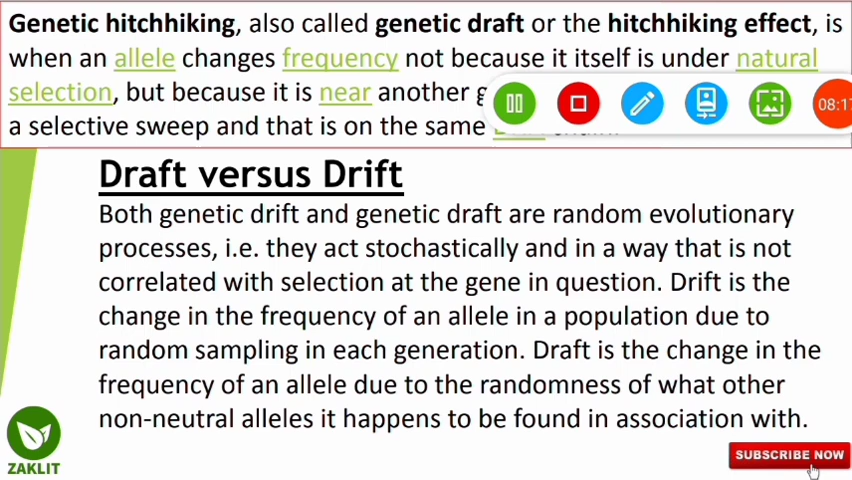 Genetic hitchhiking, also called genetic draft or the hitchhiking effect, is
when an allele changes frequency not because it itself is under natural
selection, but because it is near another
a selective sweep and that is on the same
08:17
Draft versus Drift
Both genetic drift and genetic draft are random evolutionary
processes, i.e. they act stochastically and in a way that is not
correlated with selection at the gene in question. Drift is the
change in the frequency of an allele in a population due to
random sampling in each generation. Draft is the change in the
frequency of an allele due to the randomness of what other
non-neutral alleles it happens to be found in association with.
ZAKLIT
SUBSCRIBE NOW